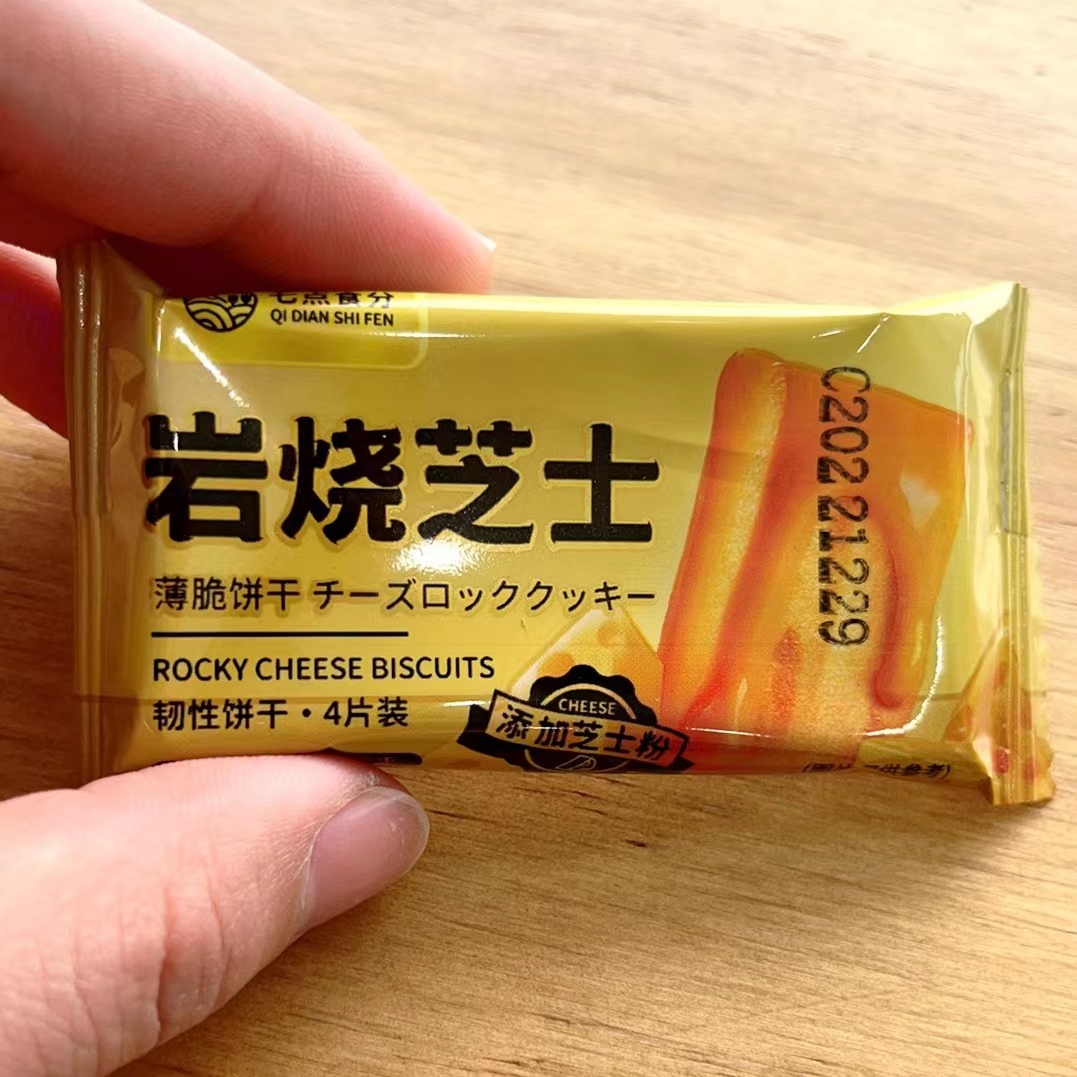 七点食分
QI DIAN SHI FEN
岩烧芝士
薄脆饼干 チーズロッククッキー
ROCKY CHEESE BISCUITS
韧性饼干·4片装
CHEESE
添加芝士粉
C20221229